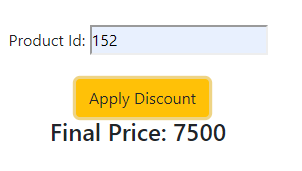 Product Id: 152
Apply Discount
Final Price: 7500